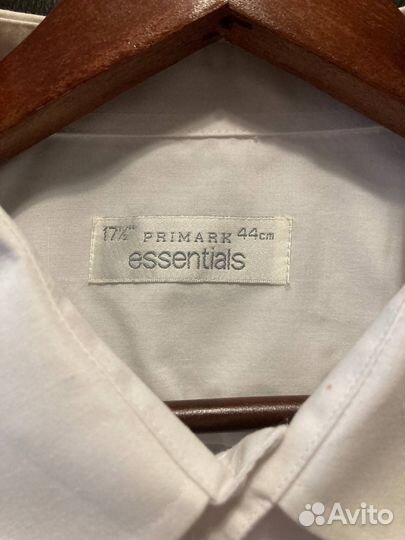 17½" PRIMARK 44cm
essentials
Avito